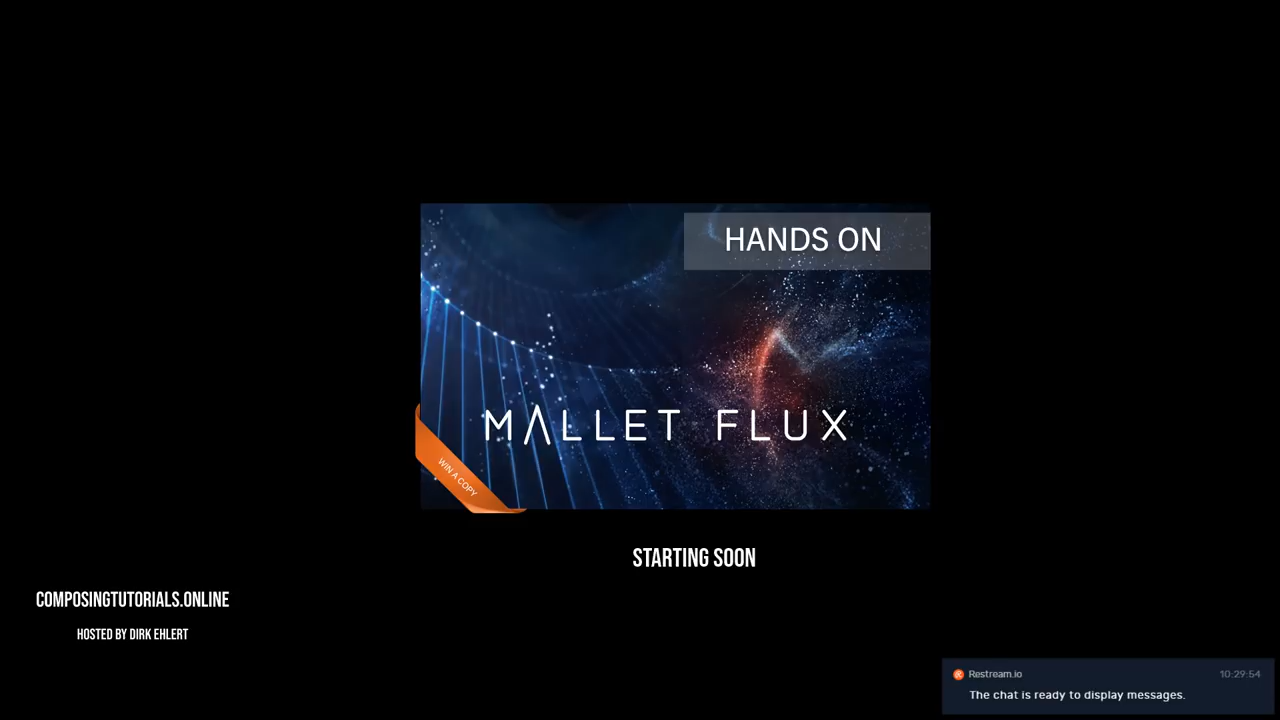 HANDS ON
MALLET FLUX
WIN A COPY
STARTING SOON
COMPOSINGTUTORIALS.ONLINE
HOSTED BY DIRK EHLERT
Restream.io 10:29:54
The chat is ready to display messages.